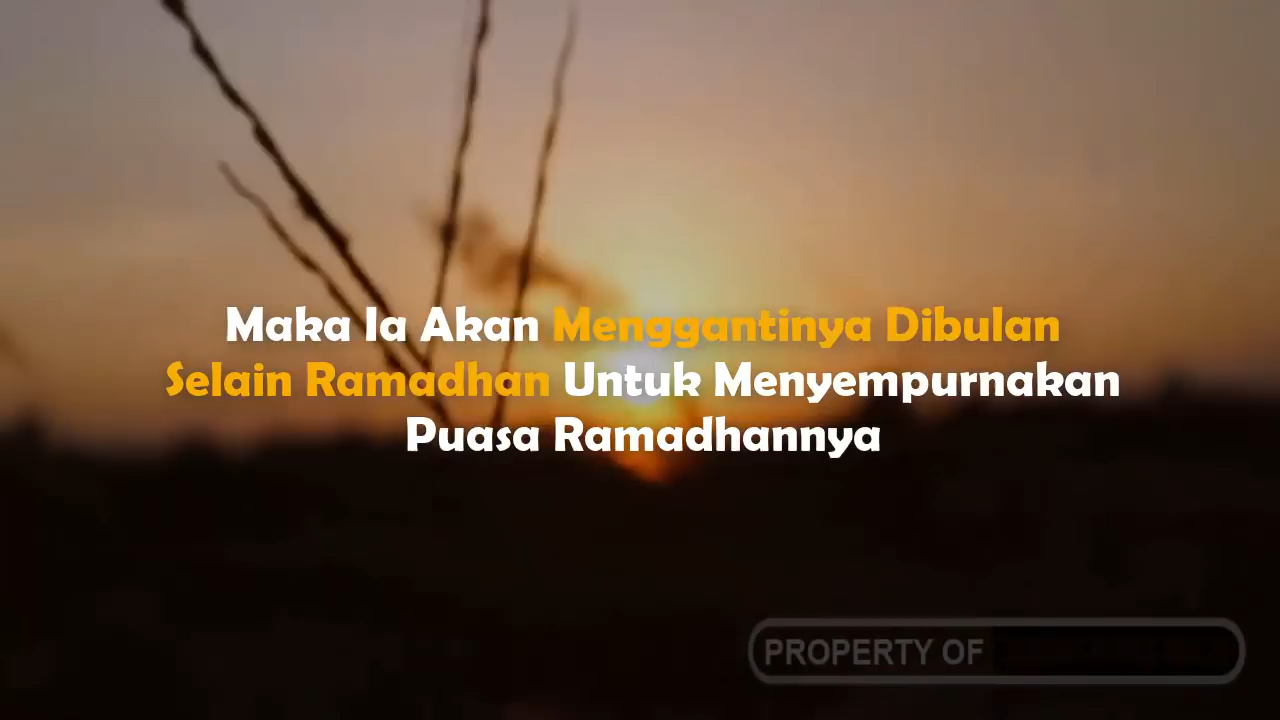 Maka Ia Akan Menggantinya Dibulan
Selain Ramadhan Untuk Menyempurnakan
Puasa Ramadhannya
PROPERTY OF